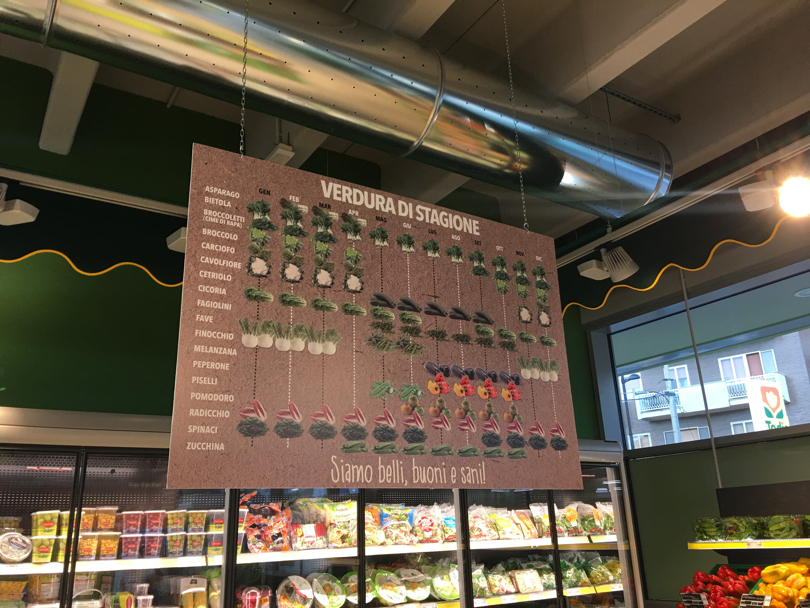 VERDURA DI STAGIONE
GEN FEB MAR APR MAG GIU LUG AGO SET OTT NOV DIC
ASPARAGO
BIETOLA
BROCCOLETTI
(CIME DI RAPA)
BROCCOLO
CARCIOFO
CAVOLFIORE
CETRIOLO
CICORIA
FAGIOLINI
FAVE
FINOCCHIO
MELANZANA
PEPERONE
PISELLI
POMODORO
RADICCHIO
SPINACI
ZUCCHINA
Siamo belli, buoni e sani!